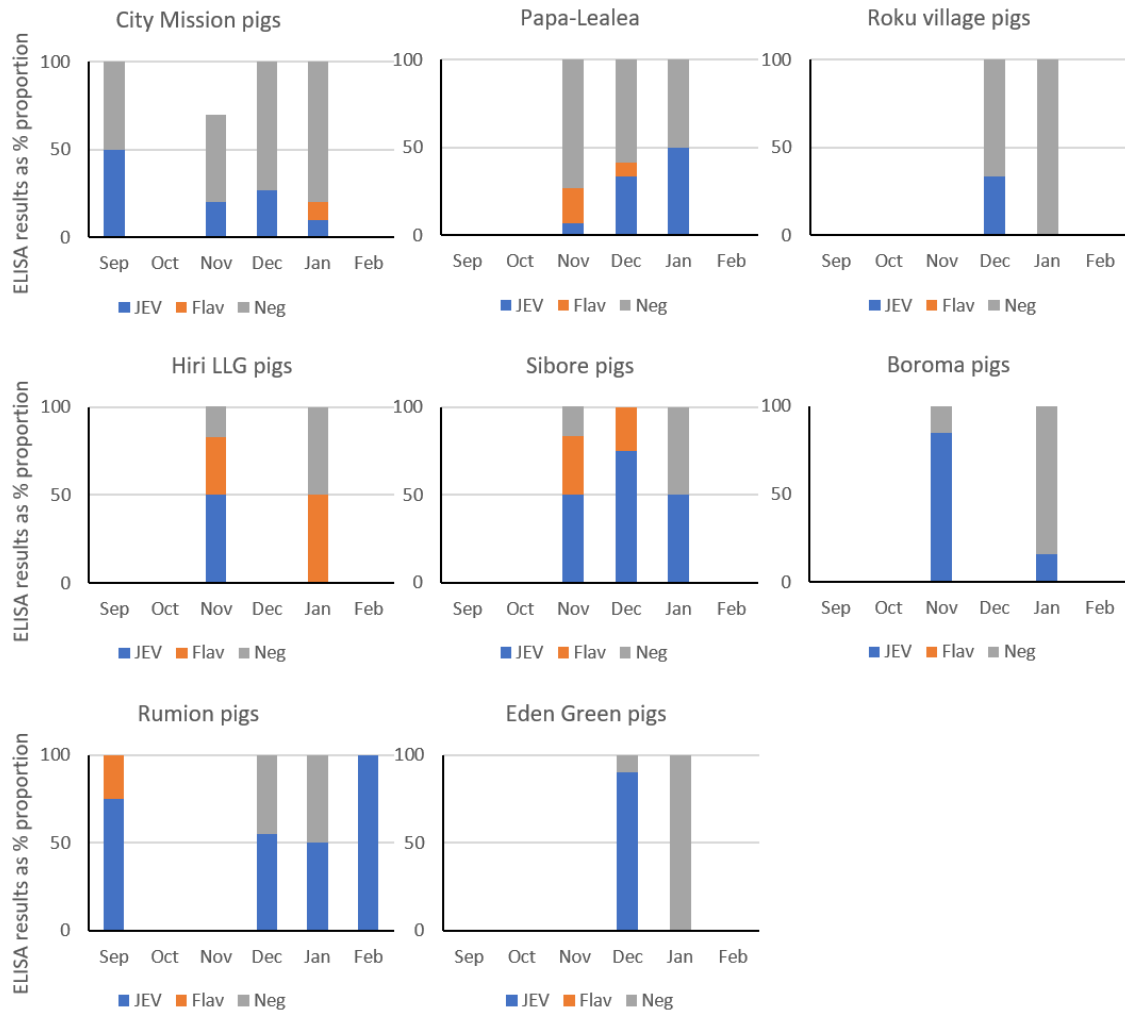 City Mission pigs
ELISA results as % proportion
100
50
0
Sep Oct Nov Dec Jan Feb
JEV Flav Neg
Papa-Lealea
100
50
0
Sep Oct Nov Dec Jan Feb
JEV Flav Neg
Roku village pigs
100
50
0
Sep Oct Nov Dec Jan Feb
JEV Flav Neg
Hiri LLG pigs
ELISA results as % proportion
100
50
0
Sep Oct Nov Dec Jan Feb
JEV Flav Neg
Sibore pigs
100
50
0
Sep Oct Nov Dec Jan Feb
JEV Flav Neg
Boroma pigs
100
50
0
Sep Oct Nov Dec Jan Feb
JEV Flav Neg
Rumion pigs
ELISA results as % proportion
100
50
0
Sep Oct Nov Dec Jan Feb
JEV Flav Neg
Eden Green pigs
100
50
0
Sep Oct Nov Dec Jan Feb
JEV Flav Neg